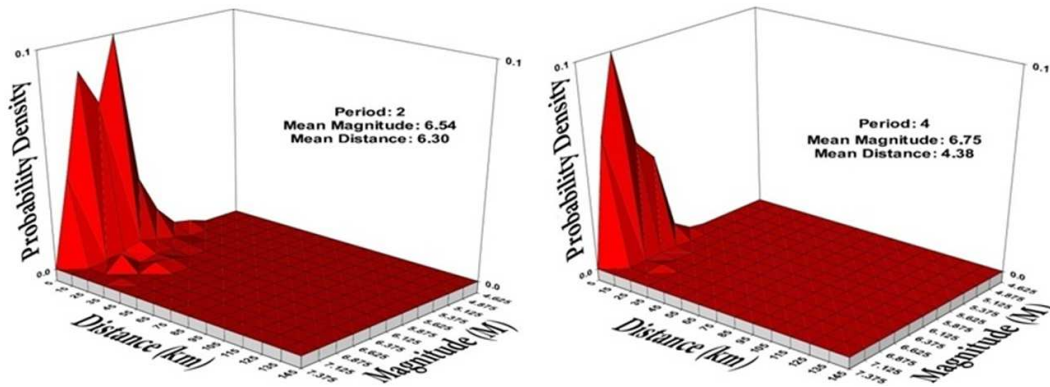 0.1
0.1
Probability Density
Period: 2
Mean Magnitude: 6.54
Mean Distance: 6.30
0.0
0.0
Distance (km)
145
Magnitude (M)
4.625
4.875
5.125
5.375
5.625
5.875
6.125
6.375
6.625
6.875
7.125
7.375
0.1
0.1
Probability Density
Period: 4
Mean Magnitude: 6.75
Mean Distance: 4.38
0.0
0.0
Distance (km)
145
Magnitude (M)
4.625
4.875
5.125
5.375
5.625
5.875
6.125
6.375
6.625
6.875
7.125
7.375